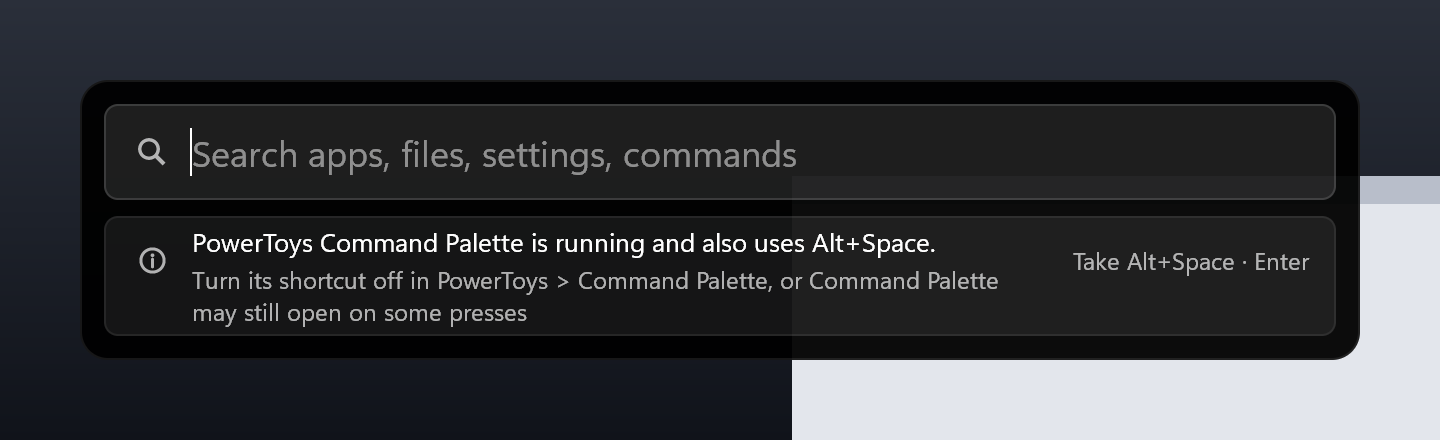 Search apps, files, settings, commands
PowerToys Command Palette is running and also uses Alt+Space.
Turn its shortcut off in PowerToys > Command Palette, or Command Palette
may still open on some presses
Take Alt+Space · Enter